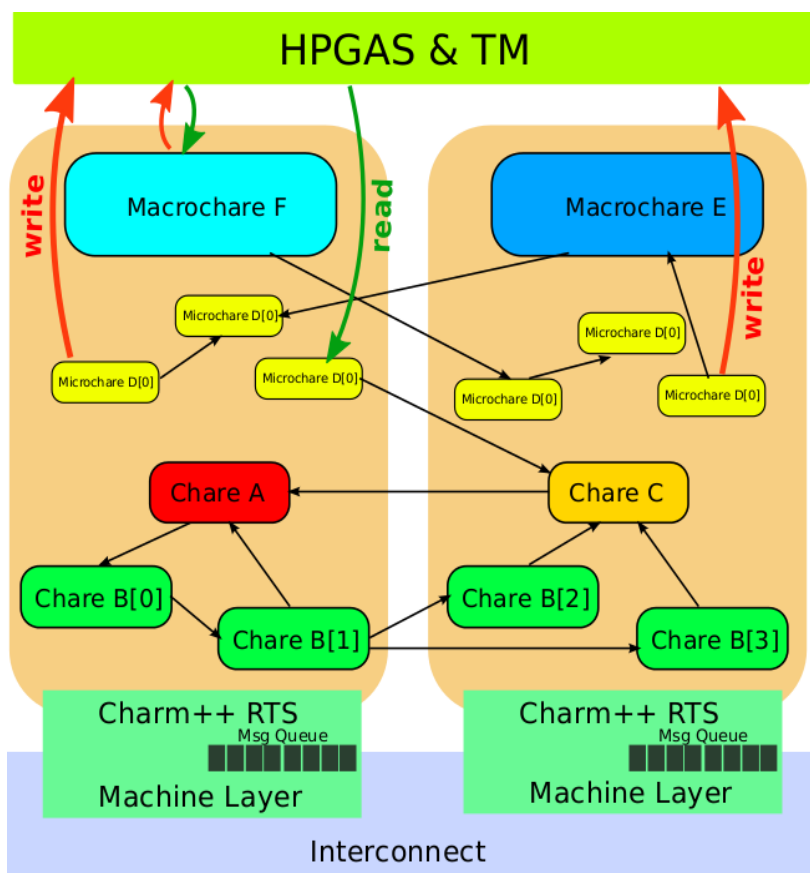 HPGAS & TM
write
read
write
Macrochare F
Macrochare E
Microchare D[0]
Microchare D[0]
Microchare D[0]
Microchare D[0]
Microchare D[0]
Microchare D[0]
Chare A
Chare C
Chare B[0]
Chare B[1]
Chare B[2]
Chare B[3]
Charm++ RTS
Msg Queue
Machine Layer
Charm++ RTS
Msg Queue
Machine Layer
Interconnect